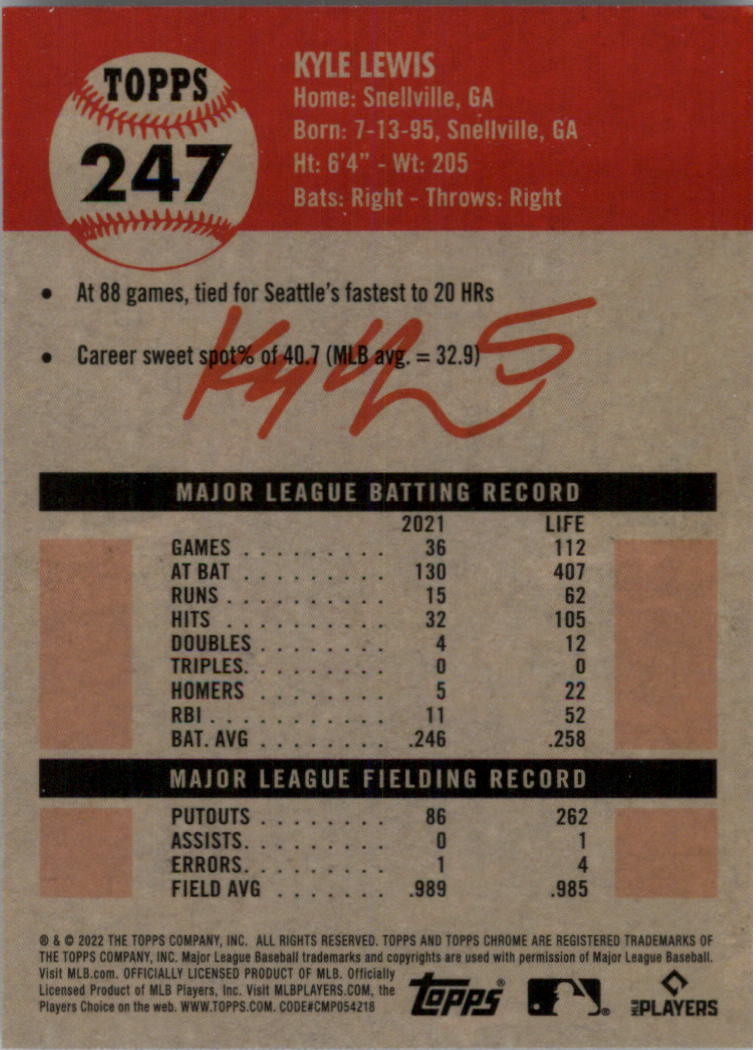 TOPPS
247
KYLE LEWIS
Home: Snellville, GA
Born: 7-13-95, Snellville, GA
Ht: 6'4" - Wt: 205
Bats: Right - Throws: Right
• At 88 games, tied for Seattle's fastest to 20 HRs
• Career sweet spot% of 40.7 (MLB avg. = 32.9)
MAJOR LEAGUE BATTING RECORD
2021 LIFE
GAMES . . . . . . . . . 36 112
AT BAT . . . . . . . . . 130 407
RUNS . . . . . . . . . . 15 62
HITS . . . . . . . . . . 32 105
DOUBLES . . . . . . . . 4 12
TRIPLES. . . . . . . . . 0 0
HOMERS . . . . . . . . 5 22
RBI . . . . . . . . . . . 11 52
BAT. AVG . . . . . . . . .246 .258
MAJOR LEAGUE FIELDING RECORD
PUTOUTS . . . . . . . . 86 262
ASSISTS. . . . . . . . . 0 1
ERRORS. . . . . . . . . 1 4
FIELD AVG . . . . . . . .989 .985
® & © 2022 THE TOPPS COMPANY, INC. ALL RIGHTS RESERVED. TOPPS AND TOPPS CHROME ARE REGISTERED TRADEMARKS OF
THE TOPPS COMPANY, INC. Major League Baseball trademarks and copyrights are used with permission of Major League Baseball.
Visit MLB.com. OFFICIALLY LICENSED PRODUCT OF MLB. Officially
Licensed Product of MLB Players, Inc. Visit MLBPLAYERS.COM, the
Players Choice on the web. WWW.TOPPS.COM. CODE#CMP054218
topps®
MLB PLAYERS